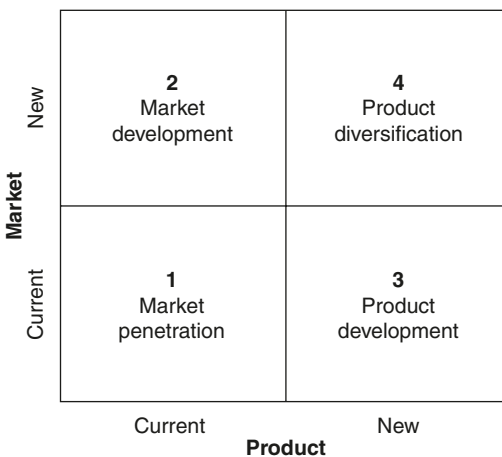 New
2
Market
development
4
Product
diversification
Market
Current
1
Market
penetration
3
Product
development
Current
New
Product